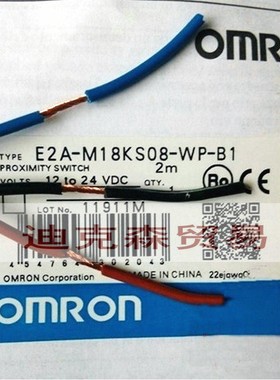 OMRON
TYPE E2A-M18KS08-WP-B1
PROXIMITY SWITCH 2m
VOLTS 12 to 24 VDC QTY. 1
LOT No. 11911M
迪克森贸易
OMRON Corporation MADE IN CHINA
OMRON